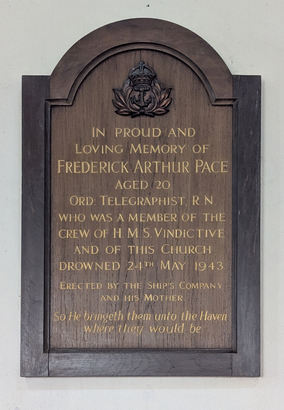 In proud and
Loving Memory of
Frederick Arthur Pace
aged 20
Ord: Telegraphist, R.N.
who was a member of the
crew of H.M.S. Vindictive
and of this Church
drowned 24th May 1943
Erected by the Ship's Company
and his Mother.
So He bringeth them unto the Haven
where they would be